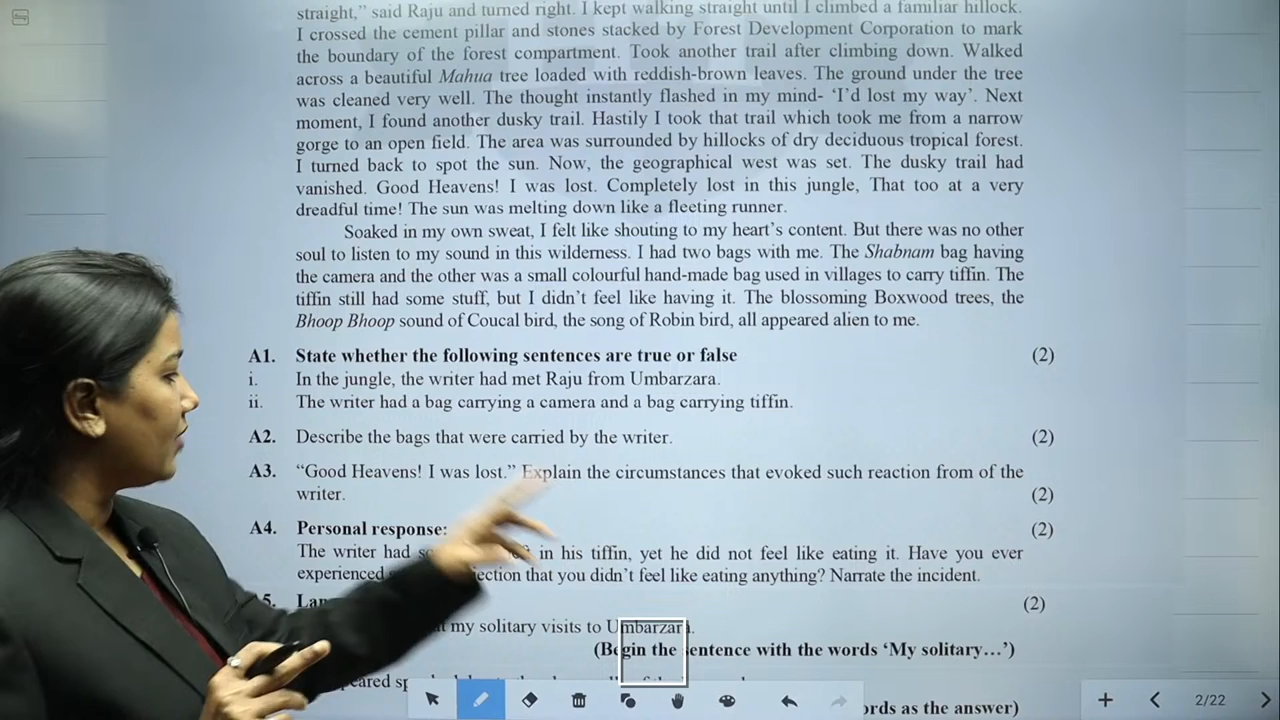 straight,” said Raju and turned right. I kept walking straight until I climbed a familiar hillock.
I crossed the cement pillar and stones stacked by Forest Development Corporation to mark
the boundary of the forest compartment. Took another trail after climbing down. Walked
across a beautiful Mahua tree loaded with reddish-brown leaves. The ground under the tree
was cleaned very well. The thought instantly flashed in my mind- ‘I’d lost my way’. Next
moment, I found another dusky trail. Hastily I took that trail which took me from a narrow
gorge to an open field. The area was surrounded by hillocks of dry deciduous tropical forest.
I turned back to spot the sun. Now, the geographical west was set. The dusky trail had
vanished. Good Heavens! I was lost. Completely lost in this jungle, That too at a very
dreadful time! The sun was melting down like a fleeting runner.
Soaked in my own sweat, I felt like shouting to my heart’s content. But there was no other
soul to listen to my sound in this wilderness. I had two bags with me. The Shabnam bag having
the camera and the other was a small colourful hand-made bag used in villages to carry tiffin. The
tiffin still had some stuff, but I didn’t feel like having it. The blossoming Boxwood trees, the
Bhoop Bhoop sound of Coucal bird, the song of Robin bird, all appeared alien to me.
A1. State whether the following sentences are true or false (2)
i. In the jungle, the writer had met Raju from Umbarzara.
ii. The writer had a bag carrying a camera and a bag carrying tiffin.
A2. Describe the bags that were carried by the writer. (2)
A3. “Good Heavens! I was lost.” Explain the circumstances that evoked such reaction from of the
writer. (2)
A4. Personal response: (2)
The writer had in his tiffin, yet he did not feel like eating it. Have you ever
experienced that you didn’t feel like eating anything? Narrate the incident.
5. (2)
my solitary visits to Umbarzara.
(Begin the sentence with the words ‘My solitary…’)
as the answer)
2/22